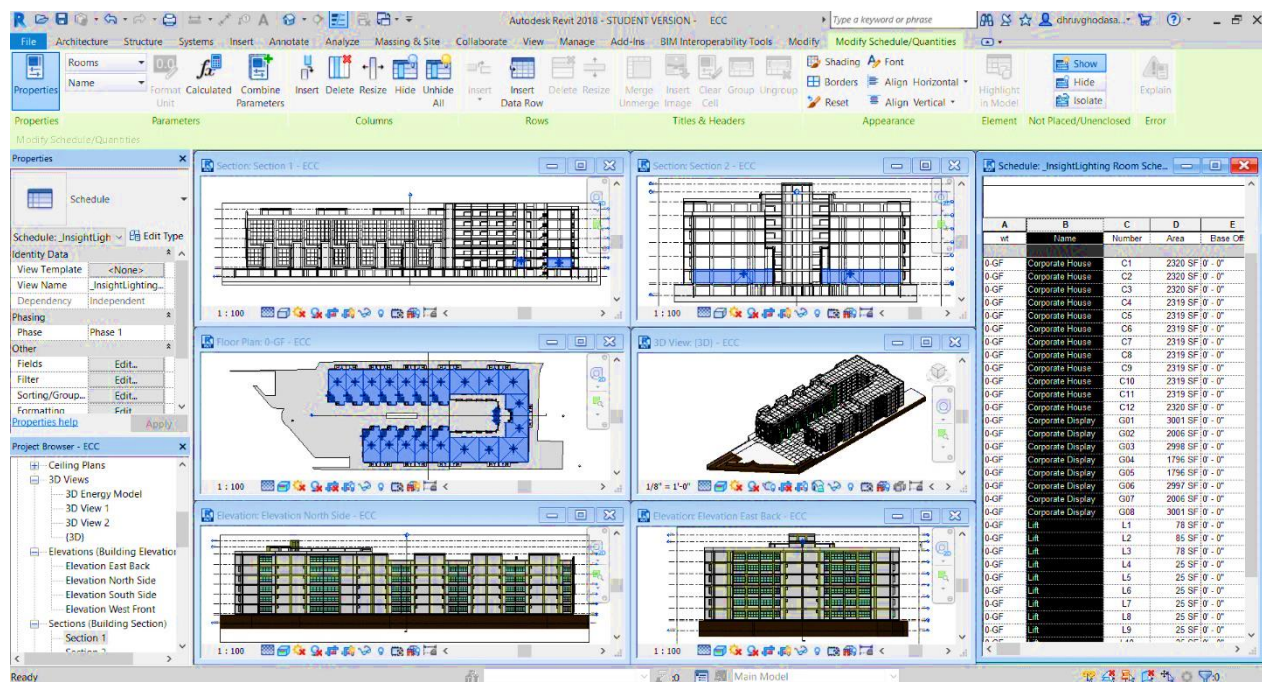 Autodesk Revit 2018 - STUDENT VERSION - ECC
Type a keyword or phrase
dhruvghodasa...
File Architecture Structure Systems Insert Annotate Analyze Massing & Site Collaborate View Manage Add-Ins BIM Interoperability Tools Modify Modify Schedule/Quantities
Rooms
Name
Properties
Format Unit
Calculated
Combine Parameters
Insert Delete Resize Hide Unhide All
Insert
Insert Data Row
Delete Resize
Merge Unmerge
Insert Image
Clear Cell
Group Ungroup
Shading
Borders
Reset
Font
Align Horizontal
Align Vertical
Highlight in Model
Show
Hide
Isolate
Explain
Properties Parameters Columns Rows Titles & Headers Appearance Element Not Placed/Unenclosed Error
Modify Schedule/Quantities
Properties
Schedule
Schedule: _InsightLigh Edit Type
Identity Data
View Template <None>
View Name _InsightLighting...
Dependency Independent
Phasing
Phase Phase 1
Other
Fields Edit...
Filter Edit...
Sorting/Group... Edit...
Formatting Edit
Properties help Apply
Project Browser - ECC
Ceiling Plans
3D Views
3D Energy Model
3D View 1
3D View 2
{3D}
Elevations (Building Elevation
Elevation East Back
Elevation North Side
Elevation South Side
Elevation West Front
Sections (Building Section)
Section 1
Section 2
Section: Section 1 - ECC
1 : 100
Section: Section 2 - ECC
1 : 100
Floor Plan: 0-GF - ECC
1 : 100
3D View: {3D} - ECC
1/8" = 1'-0"
Elevation: Elevation North Side - ECC
1 : 100
Elevation: Elevation East Back - ECC
1 : 100
Schedule: _InsightLighting Room Sche...
A B C D E
wt Name Number Area Base Off
0-GF Corporate House C1 2320 SF 0' - 0"
0-GF Corporate House C2 2320 SF 0' - 0"
0-GF Corporate House C3 2320 SF 0' - 0"
0-GF Corporate House C4 2319 SF 0' - 0"
0-GF Corporate House C5 2319 SF 0' - 0"
0-GF Corporate House C6 2319 SF 0' - 0"
0-GF Corporate House C7 2319 SF 0' - 0"
0-GF Corporate House C8 2319 SF 0' - 0"
0-GF Corporate House C9 2319 SF 0' - 0"
0-GF Corporate House C10 2319 SF 0' - 0"
0-GF Corporate House C11 2319 SF 0' - 0"
0-GF Corporate House C12 2320 SF 0' - 0"
0-GF Corporate Display G01 3001 SF 0' - 0"
0-GF Corporate Display G02 2006 SF 0' - 0"
0-GF Corporate Display G03 2998 SF 0' - 0"
0-GF Corporate Display G04 1796 SF 0' - 0"
0-GF Corporate Display G05 1796 SF 0' - 0"
0-GF Corporate Display G06 2997 SF 0' - 0"
0-GF Corporate Display G07 2006 SF 0' - 0"
0-GF Corporate Display G08 3001 SF 0' - 0"
0-GF Lift L1 78 SF 0' - 0"
0-GF Lift L2 85 SF 0' - 0"
0-GF Lift L3 78 SF 0' - 0"
0-GF Lift L4 25 SF 0' - 0"
0-GF Lift L5 25 SF 0' - 0"
0-GF Lift L6 25 SF 0' - 0"
0-GF Lift L7 25 SF 0' - 0"
0-GF Lift L8 25 SF 0' - 0"
0-GF Lift L9 25 SF 0' - 0"
Ready
:0
Main Model
:0